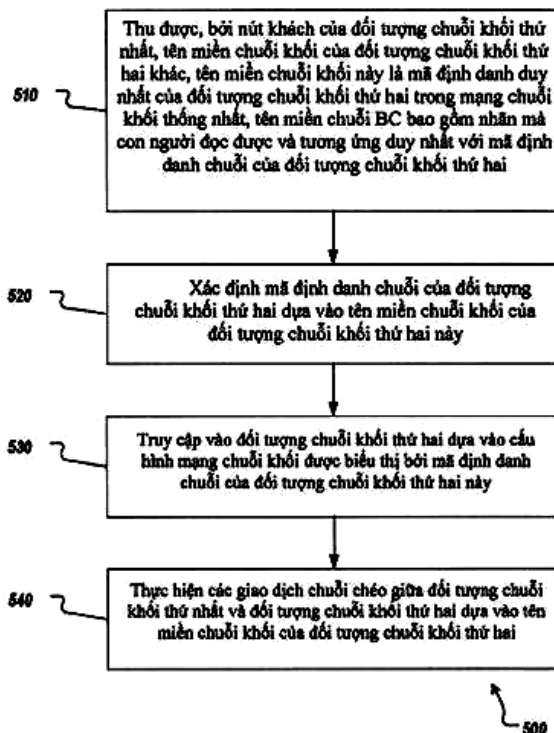 Thu được, bởi nút khách của đối tượng chuỗi khối thứ
nhất, tên miền chuỗi khối của đối tượng chuỗi khối thứ
hai khác, tên miền chuỗi khối này là mã định danh duy
nhất của đối tượng chuỗi khối thứ hai trong mạng chuỗi
khối thống nhất, tên miền chuỗi BC bao gồm nhãn mà
con người đọc được và tương ứng duy nhất với mã định
danh chuỗi của đối tượng chuỗi khối thứ hai
510
Xác định mã định danh chuỗi của đối tượng
chuỗi khối thứ hai dựa vào tên miền chuỗi khối của
đối tượng chuỗi khối thứ hai này
520
Truy cập vào đối tượng chuỗi khối thứ hai dựa vào cấu
hình mạng chuỗi khối được biểu thị bởi mã định danh
chuỗi của đối tượng chuỗi khối thứ hai này
530
Thực hiện các giao dịch chuỗi chéo giữa đối tượng chuỗi
khối thứ nhất và đối tượng chuỗi khối thứ hai dựa vào tên
miền chuỗi khối của đối tượng chuỗi khối thứ hai
540
500